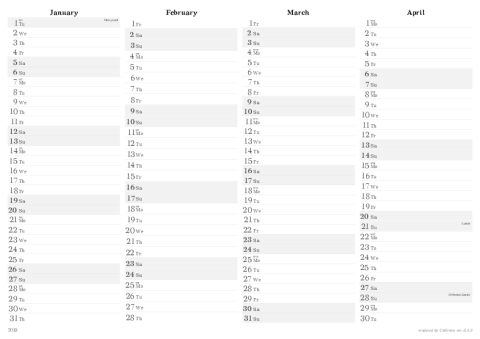 January
1 Tu
2 We
3 Th
4 Fr
5 Sa
6 Su
7 Mo
8 Tu
9 We
10 Th
11 Fr
12 Sa
13 Su
14 Mo
15 Tu
16 We
17 Th
18 Fr
19 Sa
20 Su
21 Mo
22 Tu
23 We
24 Th
25 Fr
26 Sa
27 Su
28 Mo
29 Tu
30 We
31 Th
February
1 Fr
2 Sa
3 Su
4 Mo
5 Tu
6 We
7 Th
8 Fr
9 Sa
10 Su
11 Mo
12 Tu
13 We
14 Th
15 Fr
16 Sa
17 Su
18 Mo
19 Tu
20 We
21 Th
22 Fr
23 Sa
24 Su
25 Mo
26 Tu
27 We
28 Th
March
1 Fr
2 Sa
3 Su
4 Mo
5 Tu
6 We
7 Th
8 Fr
9 Sa
10 Su
11 Mo
12 Tu
13 We
14 Th
15 Fr
16 Sa
17 Su
18 Mo
19 Tu
20 We
21 Th
22 Fr
23 Sa
24 Su
25 Mo
26 Tu
27 We
28 Th
29 Fr
30 Sa
31 Su
April
1 Mo
2 Tu
3 We
4 Th
5 Fr
6 Sa
7 Su
8 Mo
9 Tu
10 We
11 Th
12 Fr
13 Sa
14 Su
15 Mo
16 Tu
17 We
18 Th
19 Fr
20 Sa
21 Su
22 Mo
23 Tu
24 We
25 Th
26 Fr
27 Sa
28 Su
29 Mo
30 Tu
2019